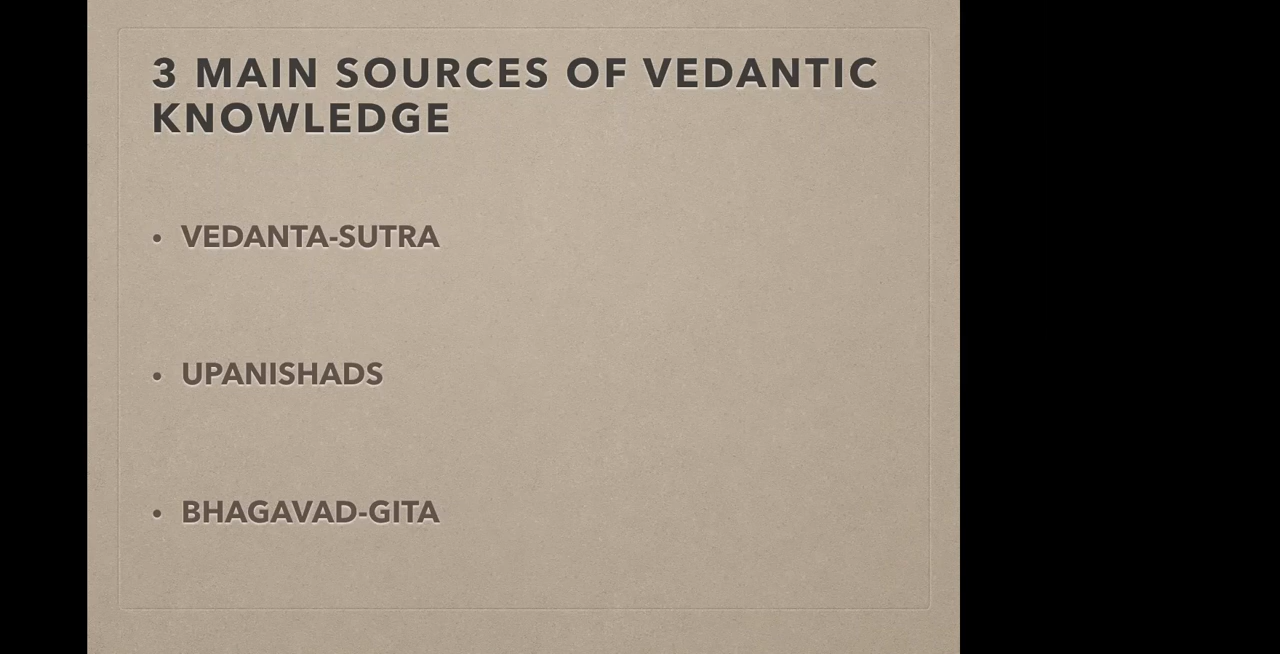 3 MAIN SOURCES OF VEDANTIC
KNOWLEDGE
• VEDANTA-SUTRA
• UPANISHADS
• BHAGAVAD-GITA